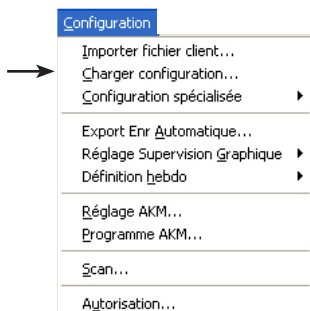 Configuration
Importer fichier client...
Charger configuration...
Configuration spécialisée
Export Enr Automatique...
Réglage Supervision Graphique
Définition hebdo
Réglage AKM...
Programme AKM...
Scan...
Autorisation...